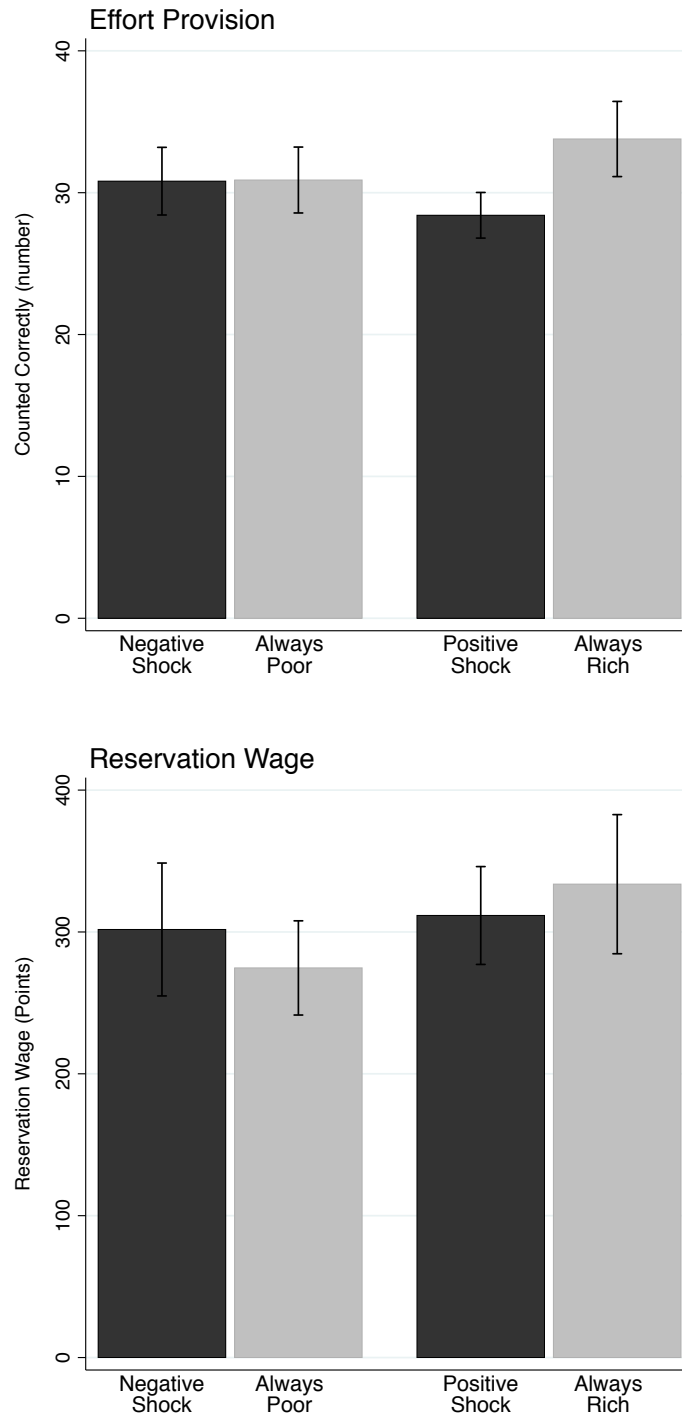 Effort Provision
40
30
20
10
0
Counted Correctly (number)
Negative
Shock
Always
Poor
Positive
Shock
Always
Rich
Reservation Wage
400
300
200
100
0
Reservation Wage (Points)
Negative
Shock
Always
Poor
Positive
Shock
Always
Rich